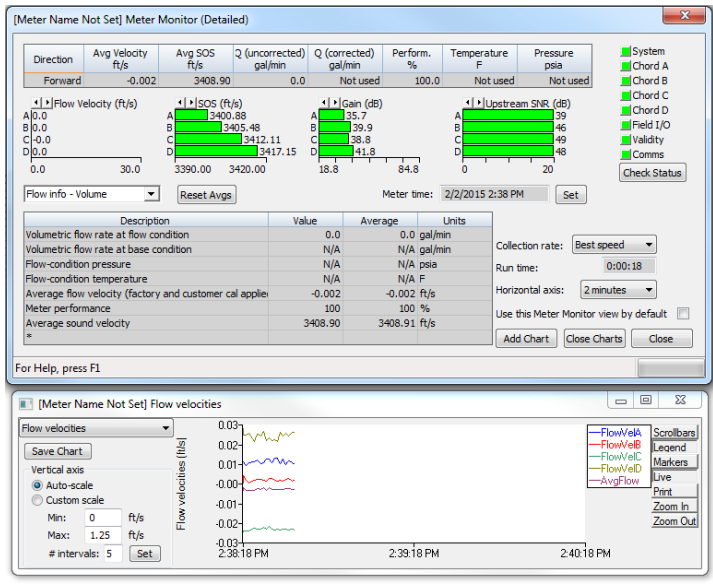 [Meter Name Not Set] Meter Monitor (Detailed)
Direction Avg Velocity ft/s Avg SOS ft/s Q (uncorrected) gal/min Q (corrected) gal/min Perform. % Temperature F Pressure psia
Forward -0.002 3408.90 0.0 Not used 100.0 Not used Not used
System
Chord A
Chord B
Chord C
Chord D
Field I/O
Validity
Comms
Check Status
Flow Velocity (ft/s)
A 0.0
B 0.0
C -0.0
D 0.0
0.0 30.0
SOS (ft/s)
A 3400.88
B 3405.48
C 3412.11
D 3417.15
3390.00 3420.00
Gain (dB)
A 35.7
B 39.9
C 38.8
D 41.8
18.8 84.8
Upstream SNR (dB)
A 39
B 46
C 49
D 48
0 20
Flow info - Volume Reset Avgs Meter time: 2/2/2015 2:38 PM Set
Description Value Average Units
Volumetric flow rate at flow condition 0.0 0.0 gal/min
Volumetric flow rate at base condition N/A N/A gal/min
Flow-condition pressure N/A N/A psia
Flow-condition temperature N/A N/A F
Average flow velocity (factory and customer cal applie -0.002 -0.002 ft/s
Meter performance 100 100 %
Average sound velocity 3408.90 3408.91 ft/s
*
Collection rate: Best speed
Run time: 0:00:18
Horizontal axis: 2 minutes
Use this Meter Monitor view by default
Add Chart Close Charts Close
For Help, press F1
[Meter Name Not Set] Flow velocities
Flow velocities
Save Chart
Vertical axis
Auto-scale
Custom scale
Min: 0 ft/s
Max: 1.25 ft/s
# intervals: 5 Set
Flow velocities (ft/s)
0.03
0.02
0.01
-0.00
-0.01
-0.02
-0.03
2:38:18 PM 2:39:18 PM 2:40:18 PM
FlowVelA
FlowVelB
FlowVelC
FlowVelD
AvgFlow
Scrollbars
Legend
Markers
Live
Print
Zoom In
Zoom Out